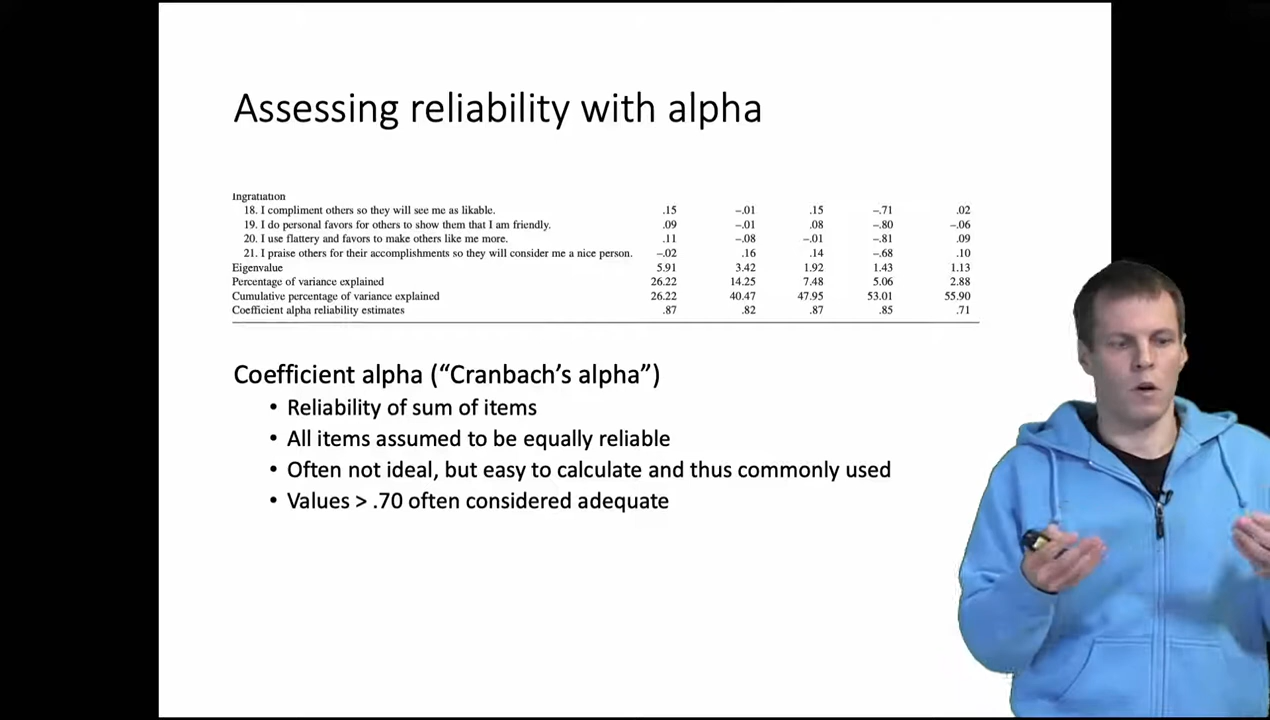 Assessing reliability with alpha
Ingratiation
18. I compliment others so they will see me as likable. .15 –.01 .15 –.71 .02
19. I do personal favors for others to show them that I am friendly. .09 –.01 .08 –.80 –.06
20. I use flattery and favors to make others like me more. .11 –.08 –.01 –.81 .09
21. I praise others for their accomplishments so they will consider me a nice person. –.02 .16 .14 –.68 .10
Eigenvalue 5.91 3.42 1.92 1.43 1.13
Percentage of variance explained 26.22 14.25 7.48 5.06 2.88
Cumulative percentage of variance explained 26.22 40.47 47.95 53.01 55.90
Coefficient alpha reliability estimates .87 .82 .87 .85 .71
Coefficient alpha (“Cranbach’s alpha”)
• Reliability of sum of items
• All items assumed to be equally reliable
• Often not ideal, but easy to calculate and thus commonly used
• Values > .70 often considered adequate